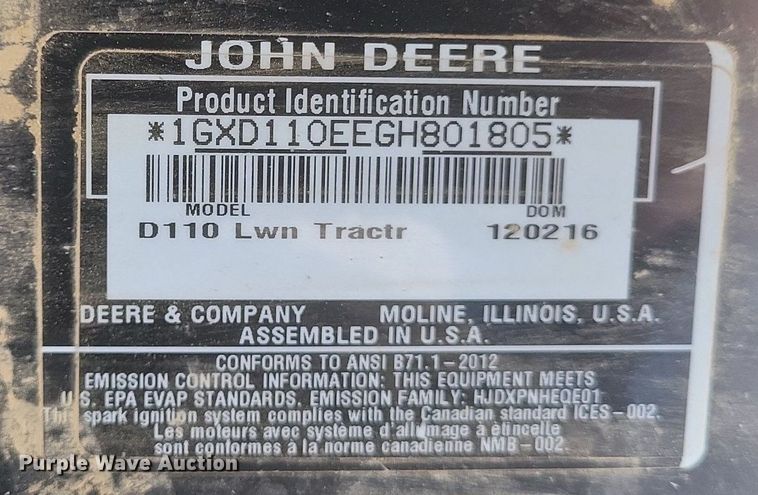 JOHN DEERE
Product Identification Number
*1GXD110EEGH801805*
MODEL DOM
D110 Lwn Tractr 120216
DEERE & COMPANY MOLINE, ILLINOIS, U.S.A.
ASSEMBLED IN U.S.A.
CONFORMS TO ANSI B71.1-2012
EMISSION CONTROL INFORMATION: THIS EQUIPMENT MEETS
U.S. EPA EVAP STANDARDS. EMISSION FAMILY: HJDXPNHEQE01
This spark ignition system complies with the Canadian standard ICES-002.
Les moteurs avec système d'allumage à étincelle
sont conformes à la norme canadienne NMB-002.
Purple Wave Auction